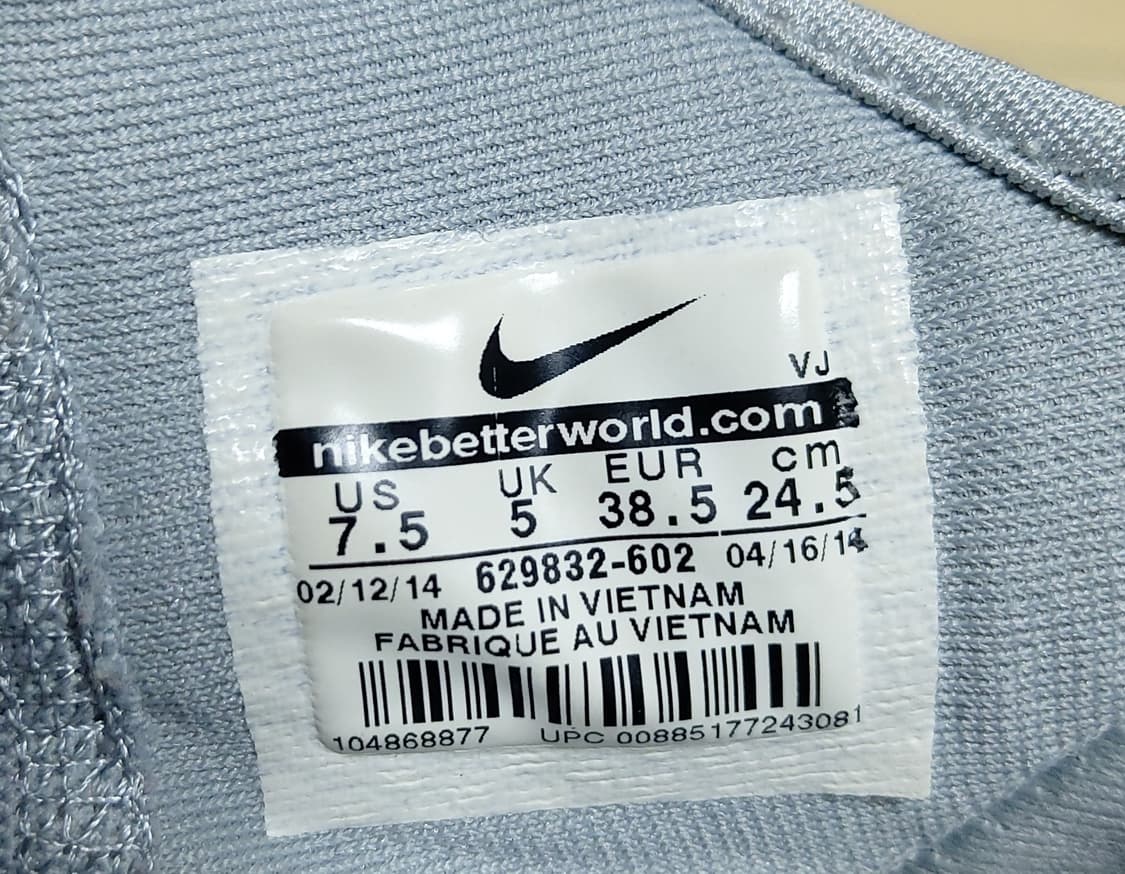 VJ
nikebetterworld.com
US UK EUR cm
7.5 5 38.5 24.5
02/12/14 629832-602 04/16/14
MADE IN VIETNAM
FABRIQUE AU VIETNAM
104868877 UPC 00885177243081